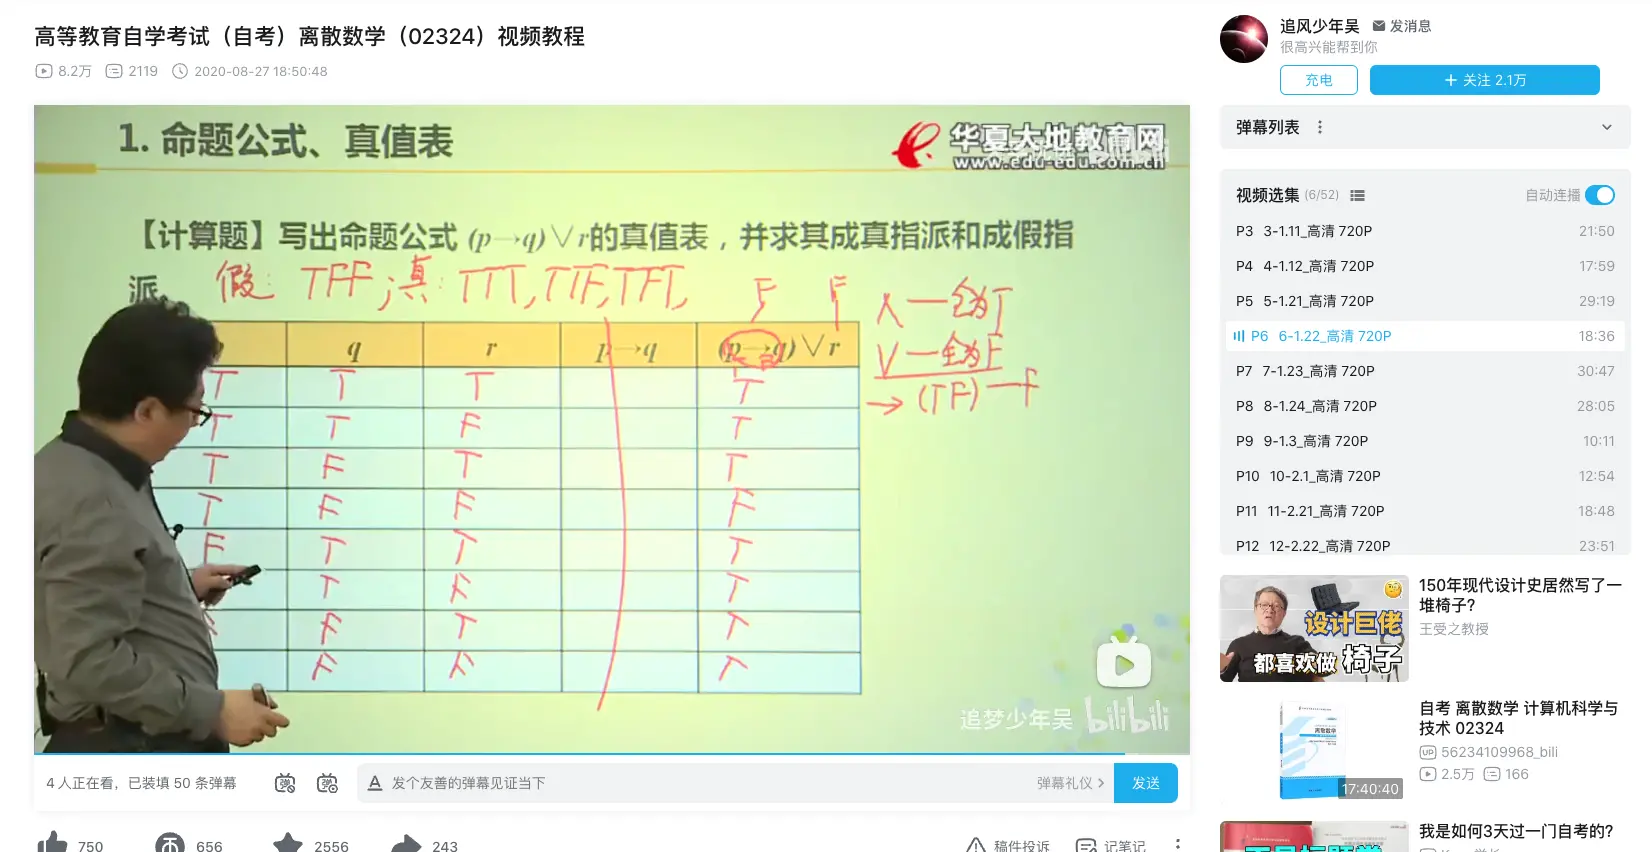 高等教育自学考试（自考）离散数学（02324）视频教程
8.2万 2119 2020-08-27 18:50:48
1. 命题公式、真值表
华夏大地教育网
www.edu-edu.com.cn
【计算题】写出命题公式 (p→q)∨r的真值表，并求其成真指派和成假指
派。
假: TFF; 真: TTT, TTF, TFT,
F F
∧—全为T
∨—全为F
→(TF)—F
q r p→q (p→q)∨r
T T T T
T T F T
T F T T
T F F F
F T T T
T F T
F T T
F F T
追梦少年吴 bilibili
4 人正在看，已装填 50 条弹幕 发个友善的弹幕见证当下 弹幕礼仪 > 发送
750 656 2556 243 稿件投诉 记笔记
追风少年吴 发消息
很高兴能帮到你
充电 + 关注 2.1万
弹幕列表
视频选集 (6/52) 自动连播
P3 3-1.11_高清 720P 21:50
P4 4-1.12_高清 720P 17:59
P5 5-1.21_高清 720P 29:19
P6 6-1.22_高清 720P 18:36
P7 7-1.23_高清 720P 30:47
P8 8-1.24_高清 720P 28:05
P9 9-1.3_高清 720P 10:11
P10 10-2.1_高清 720P 12:54
P11 11-2.21_高清 720P 18:48
P12 12-2.22_高清 720P 23:51
设计巨佬
都喜欢做 椅子
150年现代设计史居然写了一
堆椅子?
王受之教授
离散数学
17:40:40
自考 离散数学 计算机科学与
技术 02324
UP 56234109968_bili
2.5万 166
我是如何3天过一门自考的?